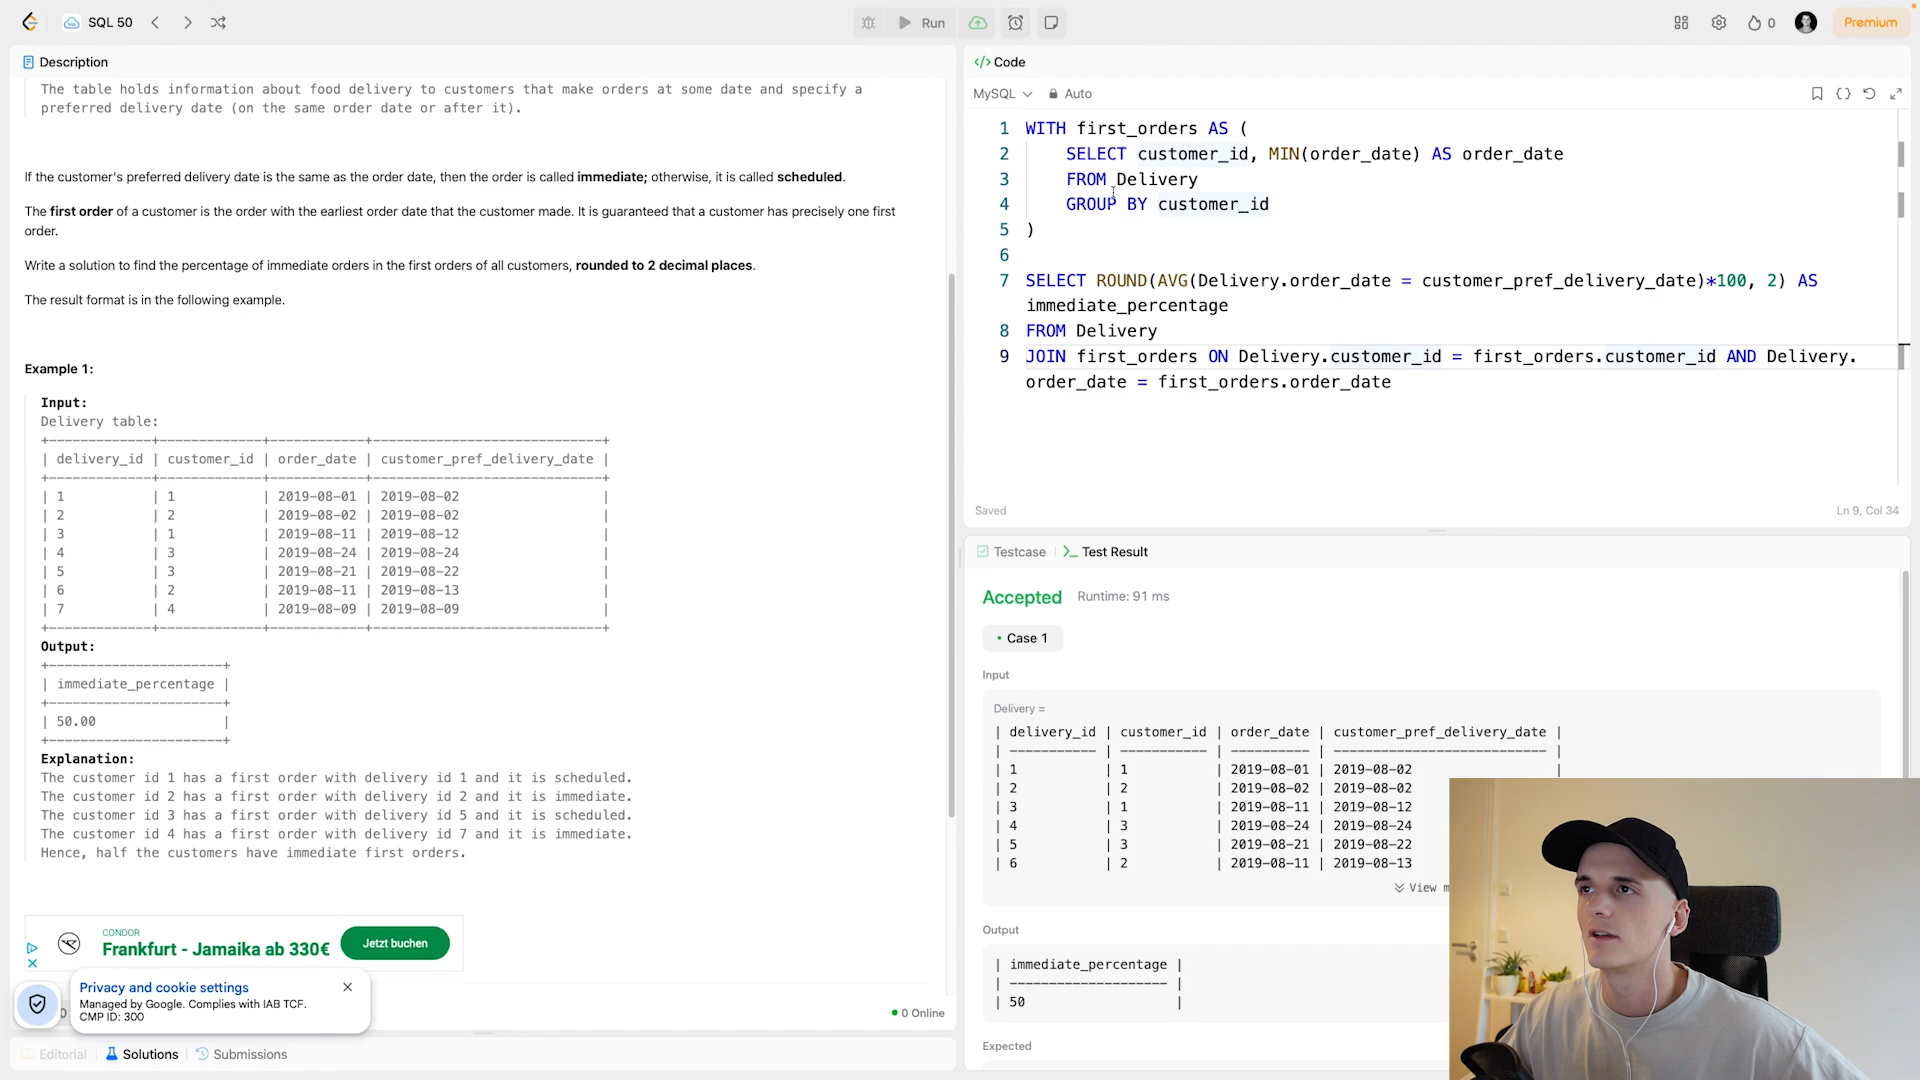 SQL 50
Run
0
Premium
Description
The table holds information about food delivery to customers that make orders at some date and specify a
preferred delivery date (on the same order date or after it).
If the customer's preferred delivery date is the same as the order date, then the order is called immediate; otherwise, it is called scheduled.
The first order of a customer is the order with the earliest order date that the customer made. It is guaranteed that a customer has precisely one first
order.
Write a solution to find the percentage of immediate orders in the first orders of all customers, rounded to 2 decimal places.
The result format is in the following example.
Example 1:
Input:
Delivery table:
+-------------+-------------+------------+-----------------------------+
| delivery_id | customer_id | order_date | customer_pref_delivery_date |
+-------------+-------------+------------+-----------------------------+
| 1 | 1 | 2019-08-01 | 2019-08-02 |
| 2 | 2 | 2019-08-02 | 2019-08-02 |
| 3 | 1 | 2019-08-11 | 2019-08-12 |
| 4 | 3 | 2019-08-24 | 2019-08-24 |
| 5 | 3 | 2019-08-21 | 2019-08-22 |
| 6 | 2 | 2019-08-11 | 2019-08-13 |
| 7 | 4 | 2019-08-09 | 2019-08-09 |
+-------------+-------------+------------+-----------------------------+
Output:
+----------------------+
| immediate_percentage |
+----------------------+
| 50.00 |
+----------------------+
Explanation:
The customer id 1 has a first order with delivery id 1 and it is scheduled.
The customer id 2 has a first order with delivery id 2 and it is immediate.
The customer id 3 has a first order with delivery id 5 and it is scheduled.
The customer id 4 has a first order with delivery id 7 and it is immediate.
Hence, half the customers have immediate first orders.
CONDOR
Frankfurt - Jamaika ab 330€
Jetzt buchen
Privacy and cookie settings
Managed by Google. Complies with IAB TCF.
CMP ID: 300
0 Online
Editorial
Solutions
Submissions
</> Code
MySQL
Auto
1 WITH first_orders AS (
2 SELECT customer_id, MIN(order_date) AS order_date
3 FROM Delivery
4 GROUP BY customer_id
5 )
6
7 SELECT ROUND(AVG(Delivery.order_date = customer_pref_delivery_date)*100, 2) AS
immediate_percentage
8 FROM Delivery
9 JOIN first_orders ON Delivery.customer_id = first_orders.customer_id AND Delivery.
order_date = first_orders.order_date
Saved
Ln 9, Col 34
Testcase
Test Result
Accepted
Runtime: 91 ms
Case 1
Input
Delivery =
| delivery_id | customer_id | order_date | customer_pref_delivery_date |
| ----------- | ----------- | ---------- | --------------------------- |
| 1 | 1 | 2019-08-01 | 2019-08-02 |
| 2 | 2 | 2019-08-02 | 2019-08-02
| 3 | 1 | 2019-08-11 | 2019-08-12
| 4 | 3 | 2019-08-24 | 2019-08-24
| 5 | 3 | 2019-08-21 | 2019-08-22
| 6 | 2 | 2019-08-11 | 2019-08-13
View m
Output
| immediate_percentage |
| -------------------- |
| 50 |
Expected